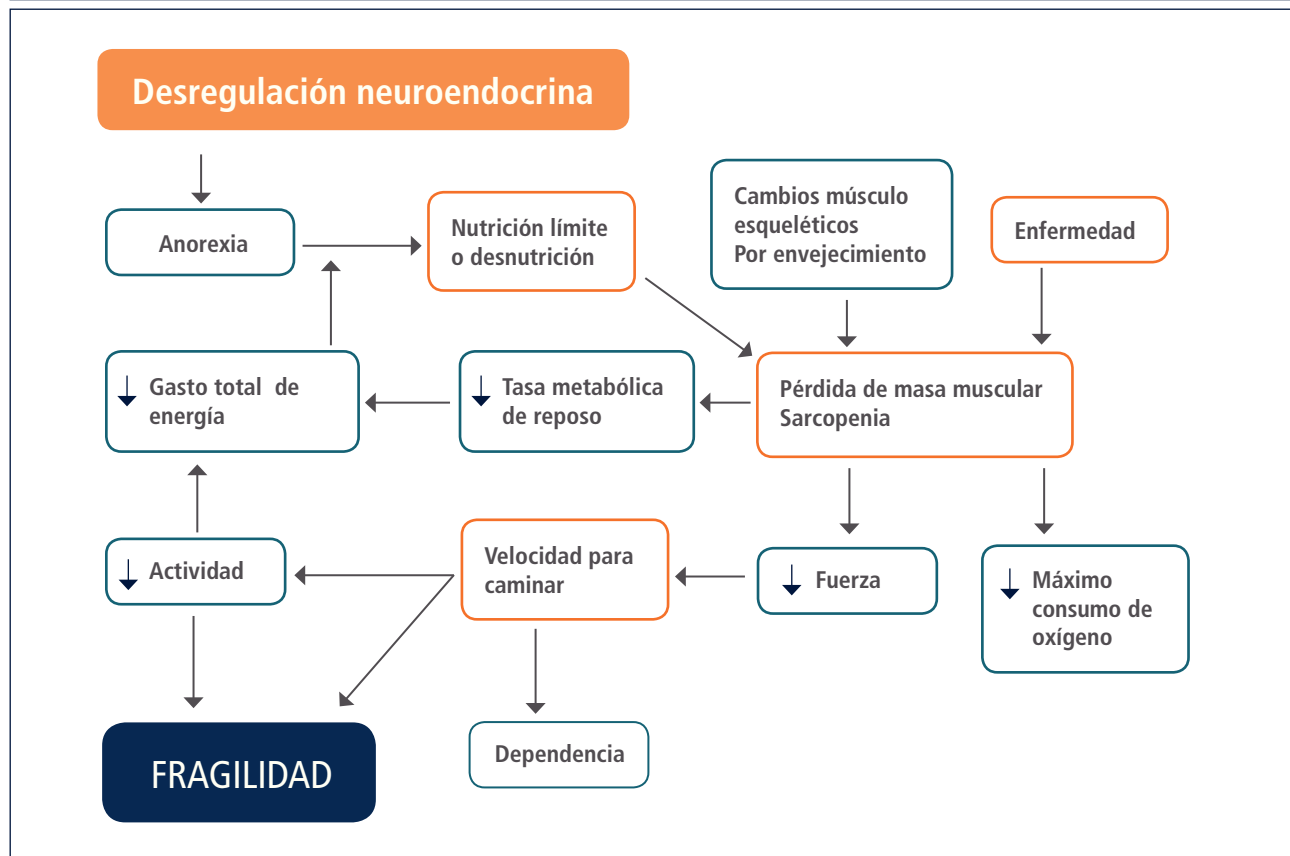 Desregulación neuroendocrina
Anorexia
Nutrición límite
o desnutrición
Cambios músculo
esqueléticos
Por envejecimiento
Enfermedad
↓ Gasto total de
energía
↓ Tasa metabólica
de reposo
Pérdida de masa muscular
Sarcopenia
↓ Actividad
Velocidad para
caminar
↓ Fuerza
↓ Máximo
consumo de
oxígeno
FRAGILIDAD
Dependencia